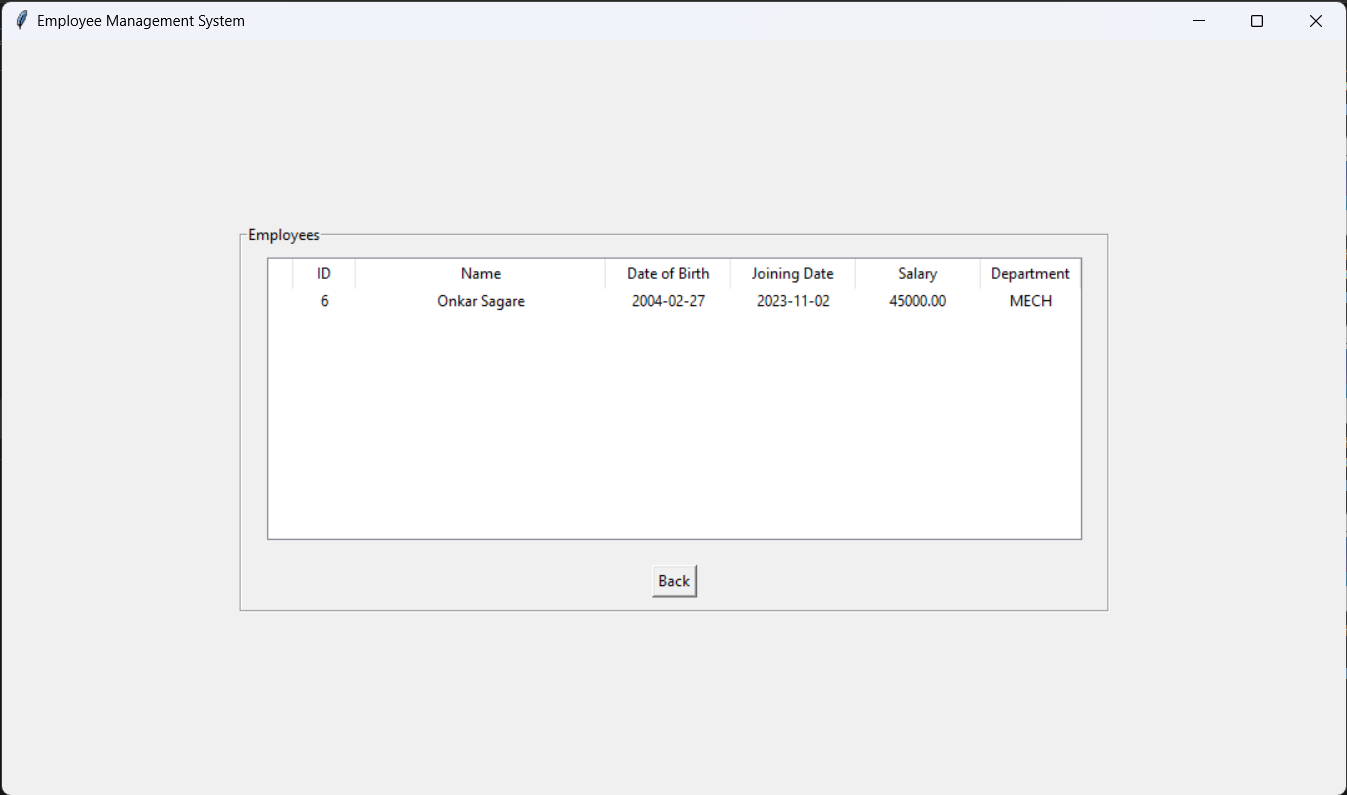 Employee Management System
Employees
ID Name Date of Birth Joining Date Salary Department
6 Onkar Sagare 2004-02-27 2023-11-02 45000.00 MECH
Back